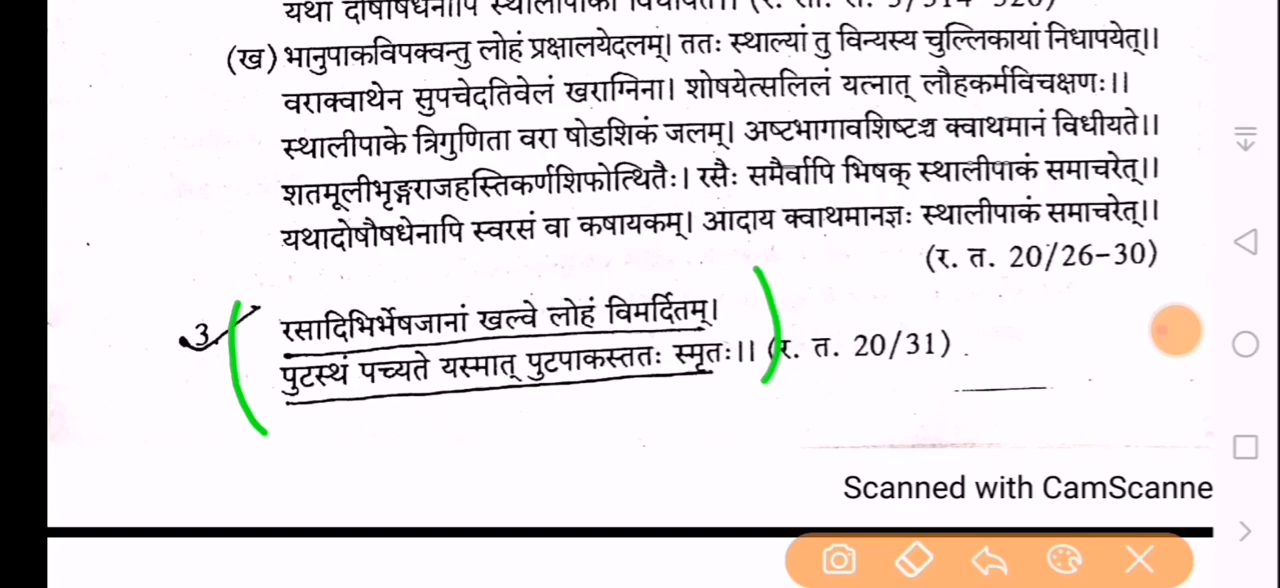 यथा दोषौषधेनापि स्थालीपाको
(ख) भानुपाकविपक्वन्तु लोहं प्रक्षालयेदलम्। ततः स्थाल्यां तु विन्यस्य चुल्लिकायां निधापयेत्।।
वराक्वाथेन सुपचेदतिवेलं खराग्निना। शोषयेत्सलिलं यत्नात् लौहकर्मविचक्षणः।।
स्थालीपाके त्रिगुणिता वरा षोडशिकं जलम्। अष्टभागावशिष्टञ्च क्वाथमानं विधीयते।।
शतमूलीभृङ्गराजहस्तिकर्णशिफोत्थितैः। रसैः समैर्वापि भिषक् स्थालीपाकं समाचरेत्।।
यथादोषौषधेनापि स्वरसं वा कषायकम्। आदाय क्वाथमानज्ञः स्थालीपाकं समाचरेत्।।
(र. त. 20/26-30)
3 रसादिभिर्भेषजानां खल्वे लोहं विमर्दितम्।
पुटस्थं पच्यते यस्मात् पुटपाकस्ततः स्मृतः।। (र. त. 20/31)
Scanned with CamScanne